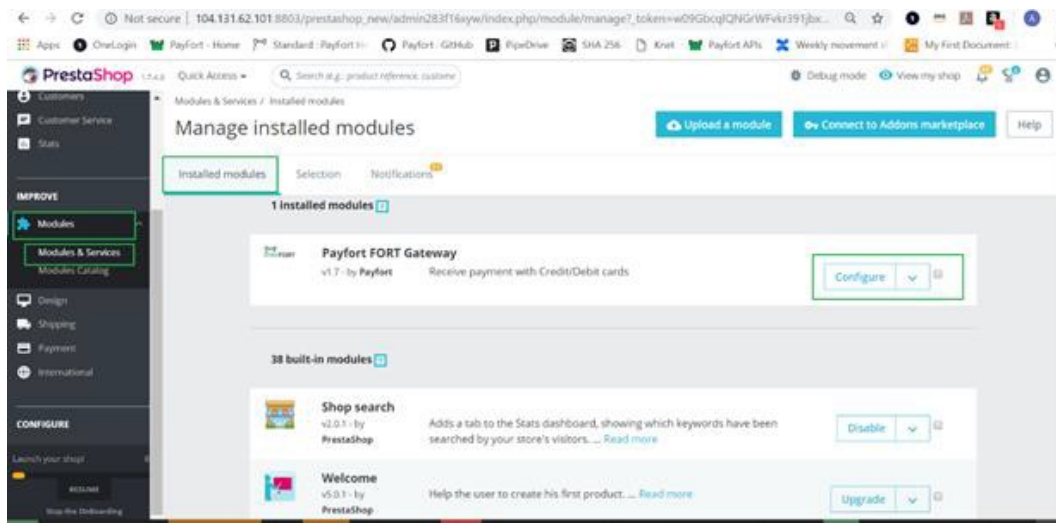 Not secure | 104.131.62.101:8803/prestashop_new/admin283f16syw/index.php/module/manage?_token=w09GbcqlQNGrWFvkr391jbx...
Apps OneLogin Payfort - Home Standard : Payfort Payfort · GitHub PipeDrive SHA 256 Knet Payfort APIs Weekly movement My First Document
PrestaShop Quick Access Search (e.g.: product reference, custome Debug mode View my shop
Customers
Customer Service
Stats
IMPROVE
Modules
Modules & Services
Modules Catalog
Design
Shipping
Payment
International
CONFIGURE
Launch your shop!
RESUME
Stop the OnBoarding
Modules & Services / Installed modules
Manage installed modules
Upload a module
Connect to Addons marketplace
Help
Installed modules Selection Notifications
1 installed modules
Payfort FORT Gateway
v1.7 - by Payfort Receive payment with Credit/Debit cards
Configure
38 built-in modules
Shop search
v2.0.1 - by
PrestaShop
Adds a tab to the Stats dashboard, showing which keywords have been
searched by your store's visitors. ... Read more
Disable
Welcome
v5.0.1 - by
PrestaShop
Help the user to create his first product. ... Read more
Upgrade